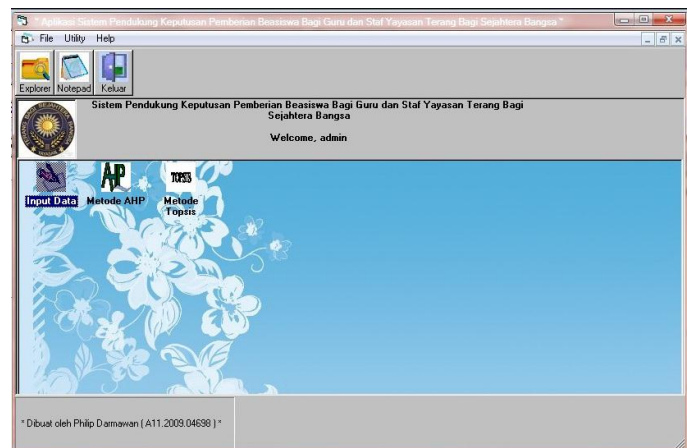 " Aplikasi Sistem Pendukung Keputusan Pemberian Beasiswa Bagi Guru dan Staf Yayasan Terang Bagi Sejahtera Bangsa "
File Utility Help
Explorer Notepad Keluar
Sistem Pendukung Keputusan Pemberian Beasiswa Bagi Guru dan Staf Yayasan Terang Bagi
Sejahtera Bangsa
Welcome, admin
AHP TOPSIS
Input Data Metode AHP Metode
Topsis
" Dibuat oleh Philip Darmawan ( A11.2009.04698 ) "